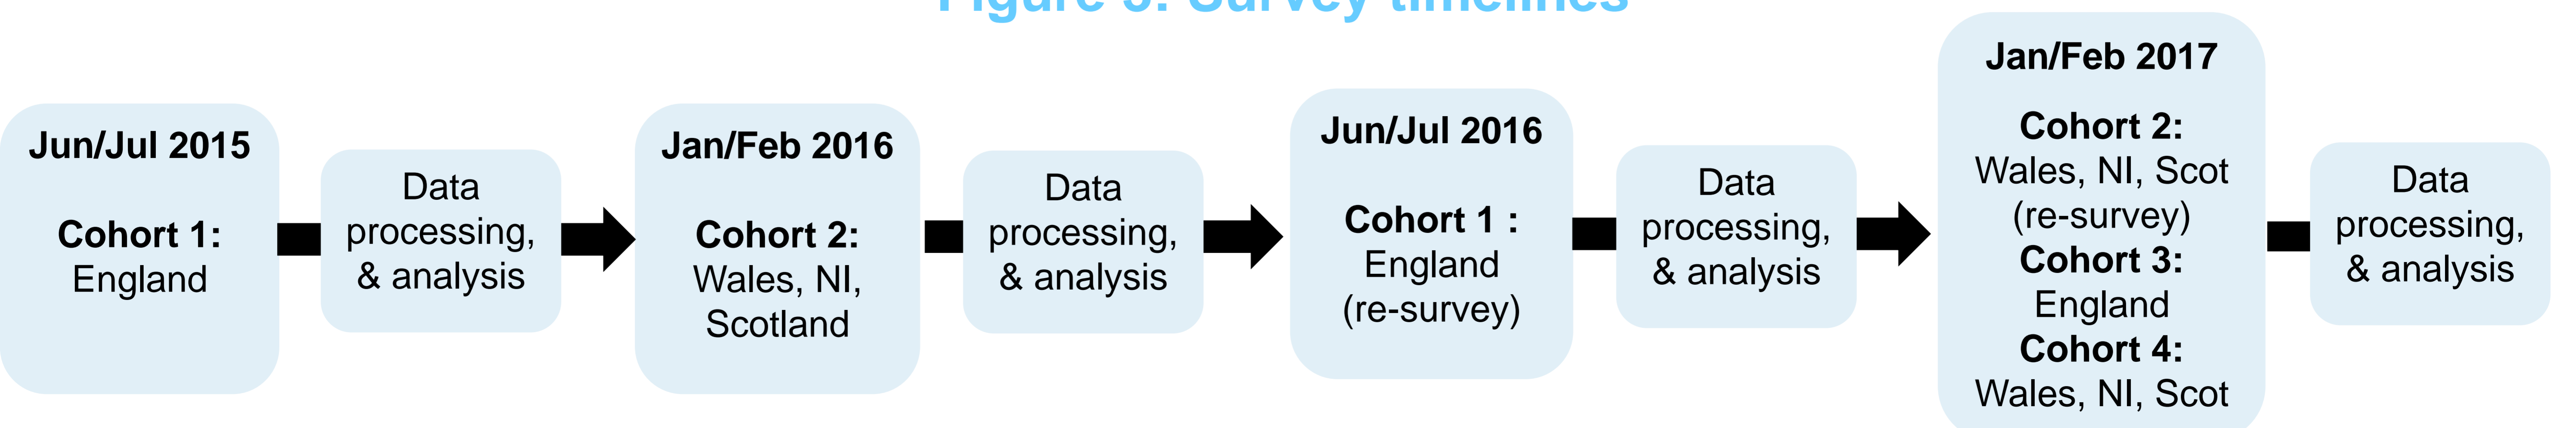 Survey timelines
Jun/Jul 2015
Cohort 1:
England
Data
processing,
& analysis
Jan/Feb 2016
Cohort 2:
Wales, NI,
Scotland
Data
processing,
& analysis
Jun/Jul 2016
Cohort 1 :
England
(re-survey)
Data
processing,
& analysis
Jan/Feb 2017
Cohort 2:
Wales, NI, Scot
(re-survey)
Cohort 3:
England
Cohort 4:
Wales, NI, Scot
Data
processing,
& analysis